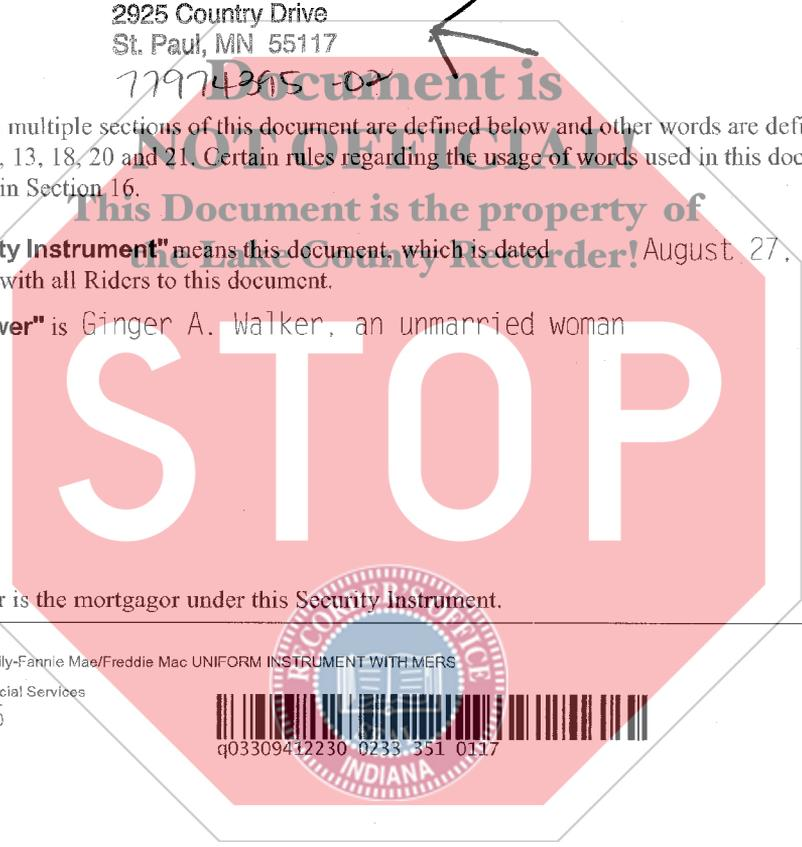 2925 Country Drive
St. Paul, MN 55117
77974395 -02
Document is
multiple sections of this document are defined below and other words are defi
NOT OFFICIAL!
, 13, 18, 20 and 21. Certain rules regarding the usage of words used in this doc
in Section 16.
This Document is the property of
ty Instrument" means this document, which is dated August 27,
the Lake County Recorder!
with all Riders to this document.
wer" is Ginger A. Walker, an unmarried woman
STOP
r is the mortgagor under this Security Instrument.
RECORDER'S OFFICE
ily-Fannie Mae/Freddie Mac UNIFORM INSTRUMENT WITH MERS
cial Services
q03309412230 0233 351 0117
INDIANA